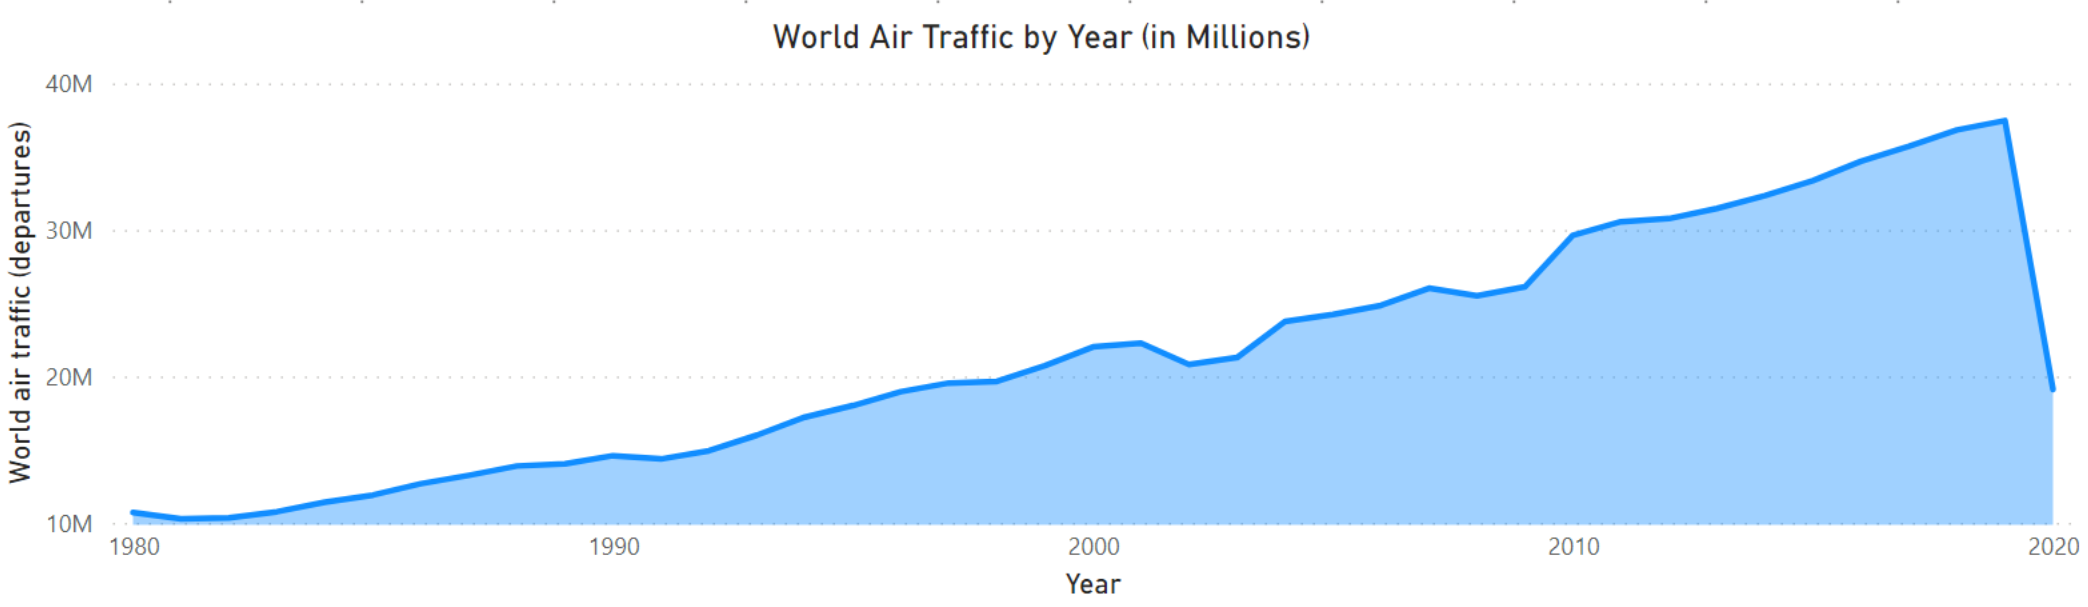 World Air Traffic by Year (in Millions)
World air traffic (departures)
40M
30M
20M
10M
1980 1990 2000 2010 2020
Year